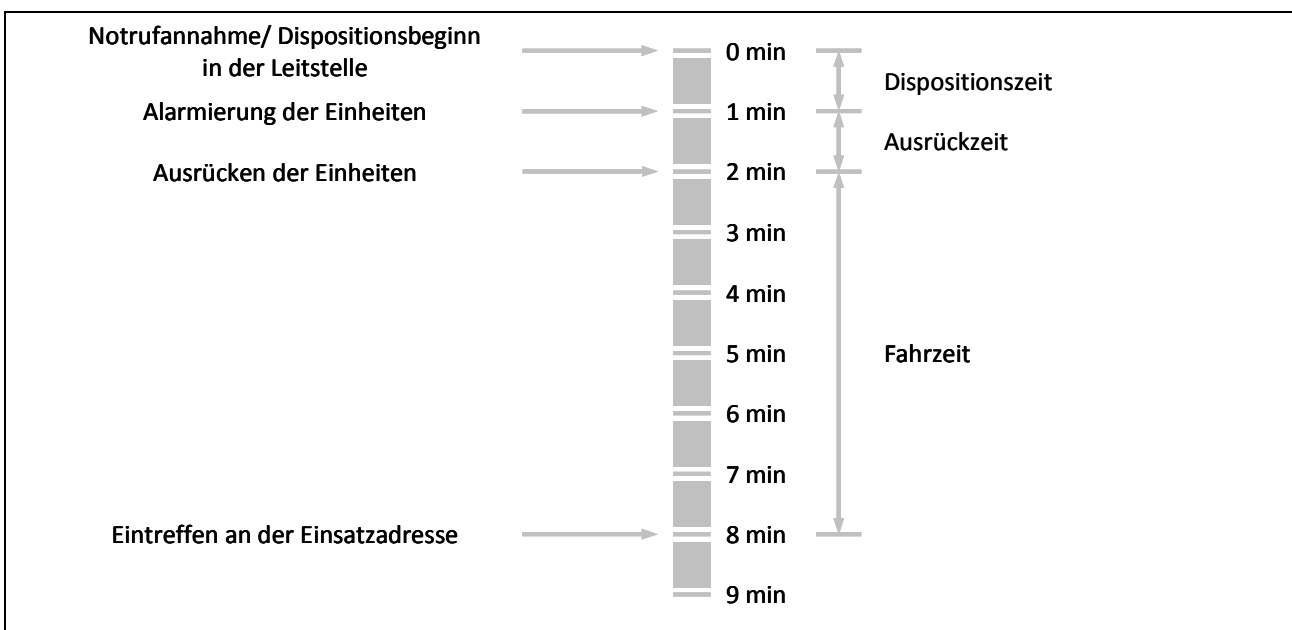 Notrufannahme/ Dispositionsbeginn
in der Leitstelle
0 min
Dispositionszeit
Alarmierung der Einheiten
1 min
Ausrückzeit
Ausrücken der Einheiten
2 min
3 min
4 min
5 min
Fahrzeit
6 min
7 min
Eintreffen an der Einsatzadresse
8 min
9 min